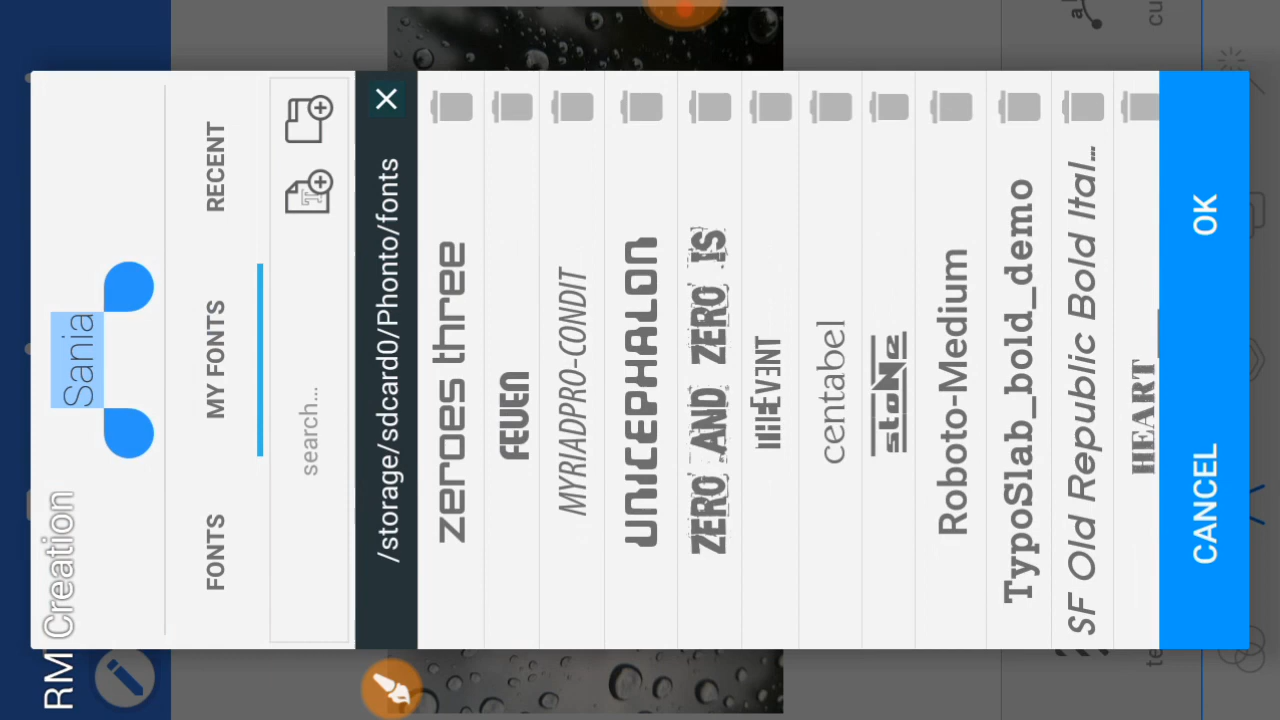 RM Creation
Sania
FONTS MY FONTS RECENT
search...
/storage/sdcard0/Phonto/fonts
zeroes three
FEVEN
MYRIADPRO-CONDIT
UNICEPHALON
ZERO AND ZERO IS
centabel
stoNe
Roboto-Medium
TypoSlab_bold_demo
SF Old Republic Bold Ital...
HEART
CANCEL OK